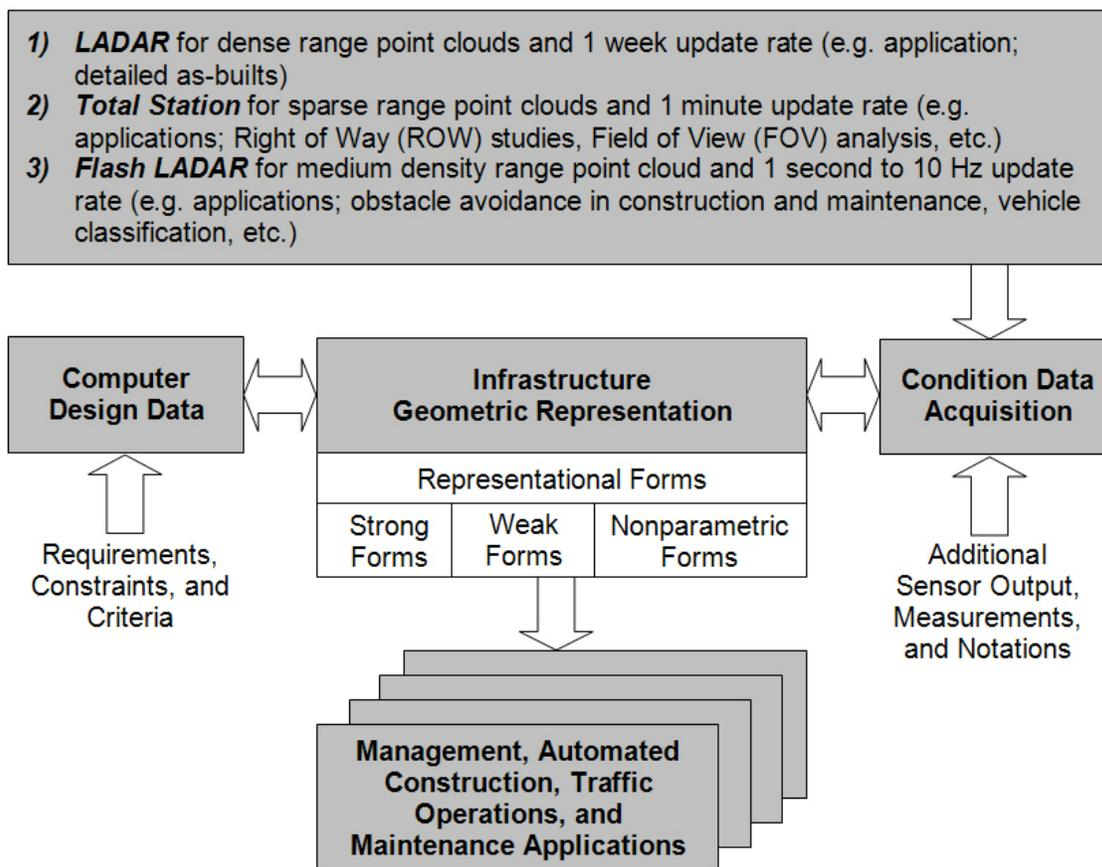 1) LADAR for dense range point clouds and 1 week update rate (e.g. application;
detailed as-builts)
2) Total Station for sparse range point clouds and 1 minute update rate (e.g.
applications; Right of Way (ROW) studies, Field of View (FOV) analysis, etc.)
3) Flash LADAR for medium density range point cloud and 1 second to 10 Hz update
rate (e.g. applications; obstacle avoidance in construction and maintenance, vehicle
classification, etc.)
Computer
Design Data
Infrastructure
Geometric Representation
Condition Data
Acquisition
Representational Forms
Strong
Forms
Weak
Forms
Nonparametric
Forms
Requirements,
Constraints, and
Criteria
Additional
Sensor Output,
Measurements,
and Notations
Management, Automated
Construction, Traffic
Operations, and
Maintenance Applications